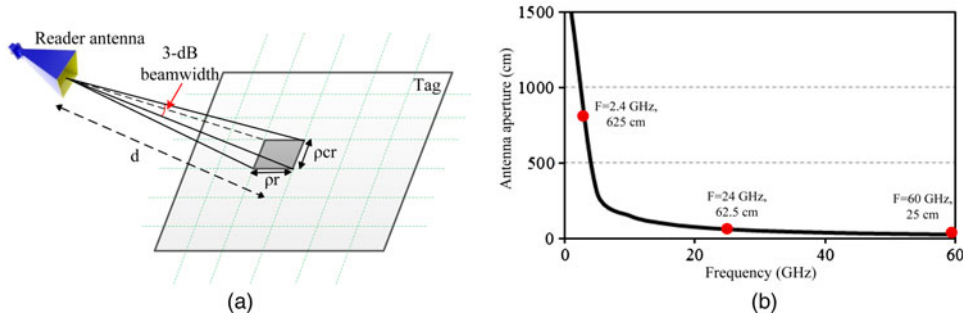 Reader antenna
3-dB
beamwidth
Tag
d
ρcr
ρr
(a)
Antenna aperture (cm)
1500
1000
500
0
F=2.4 GHz,
625 cm
F=24 GHz,
62.5 cm
F=60 GHz
25 cm
0
20
40
60
Frequency (GHz)
(b)